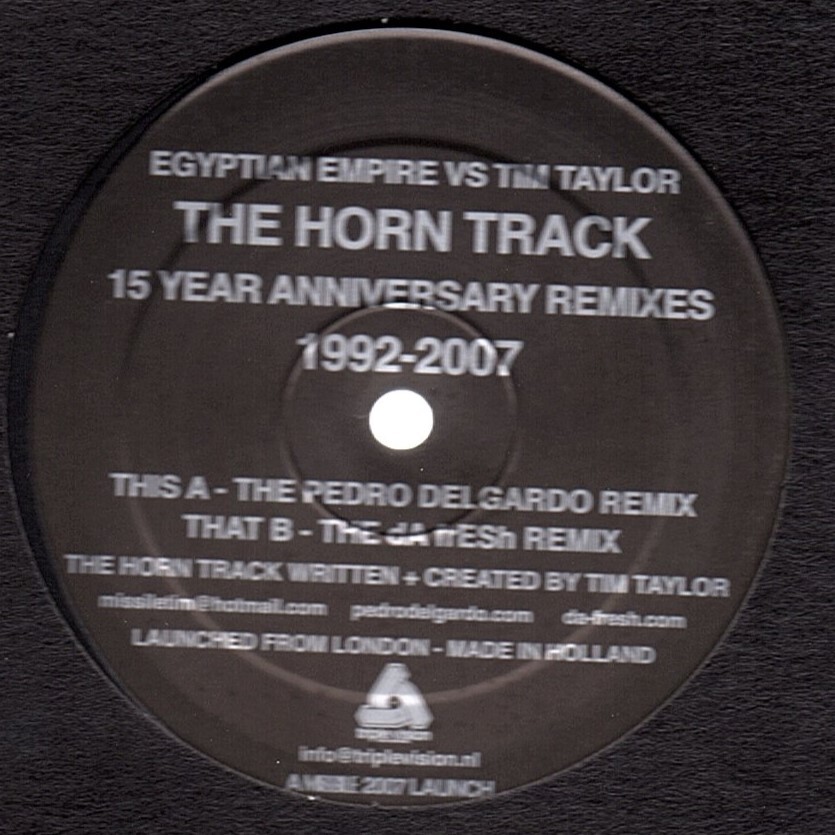 EGYPTIAN EMPIRE VS TIM TAYLOR
THE HORN TRACK
15 YEAR ANNIVERSARY REMIXES
1992-2007
THIS A - THE PEDRO DELGARDO REMIX
THAT B - THE dA fRESh REMIX
THE HORN TRACK WRITTEN + CREATED BY TIM TAYLOR
missiletim@hotmail.com pedrodelgardo.com da-fresh.com
LAUNCHED FROM LONDON - MADE IN HOLLAND
info@triplevision.nl
A 2007 LAUNCH